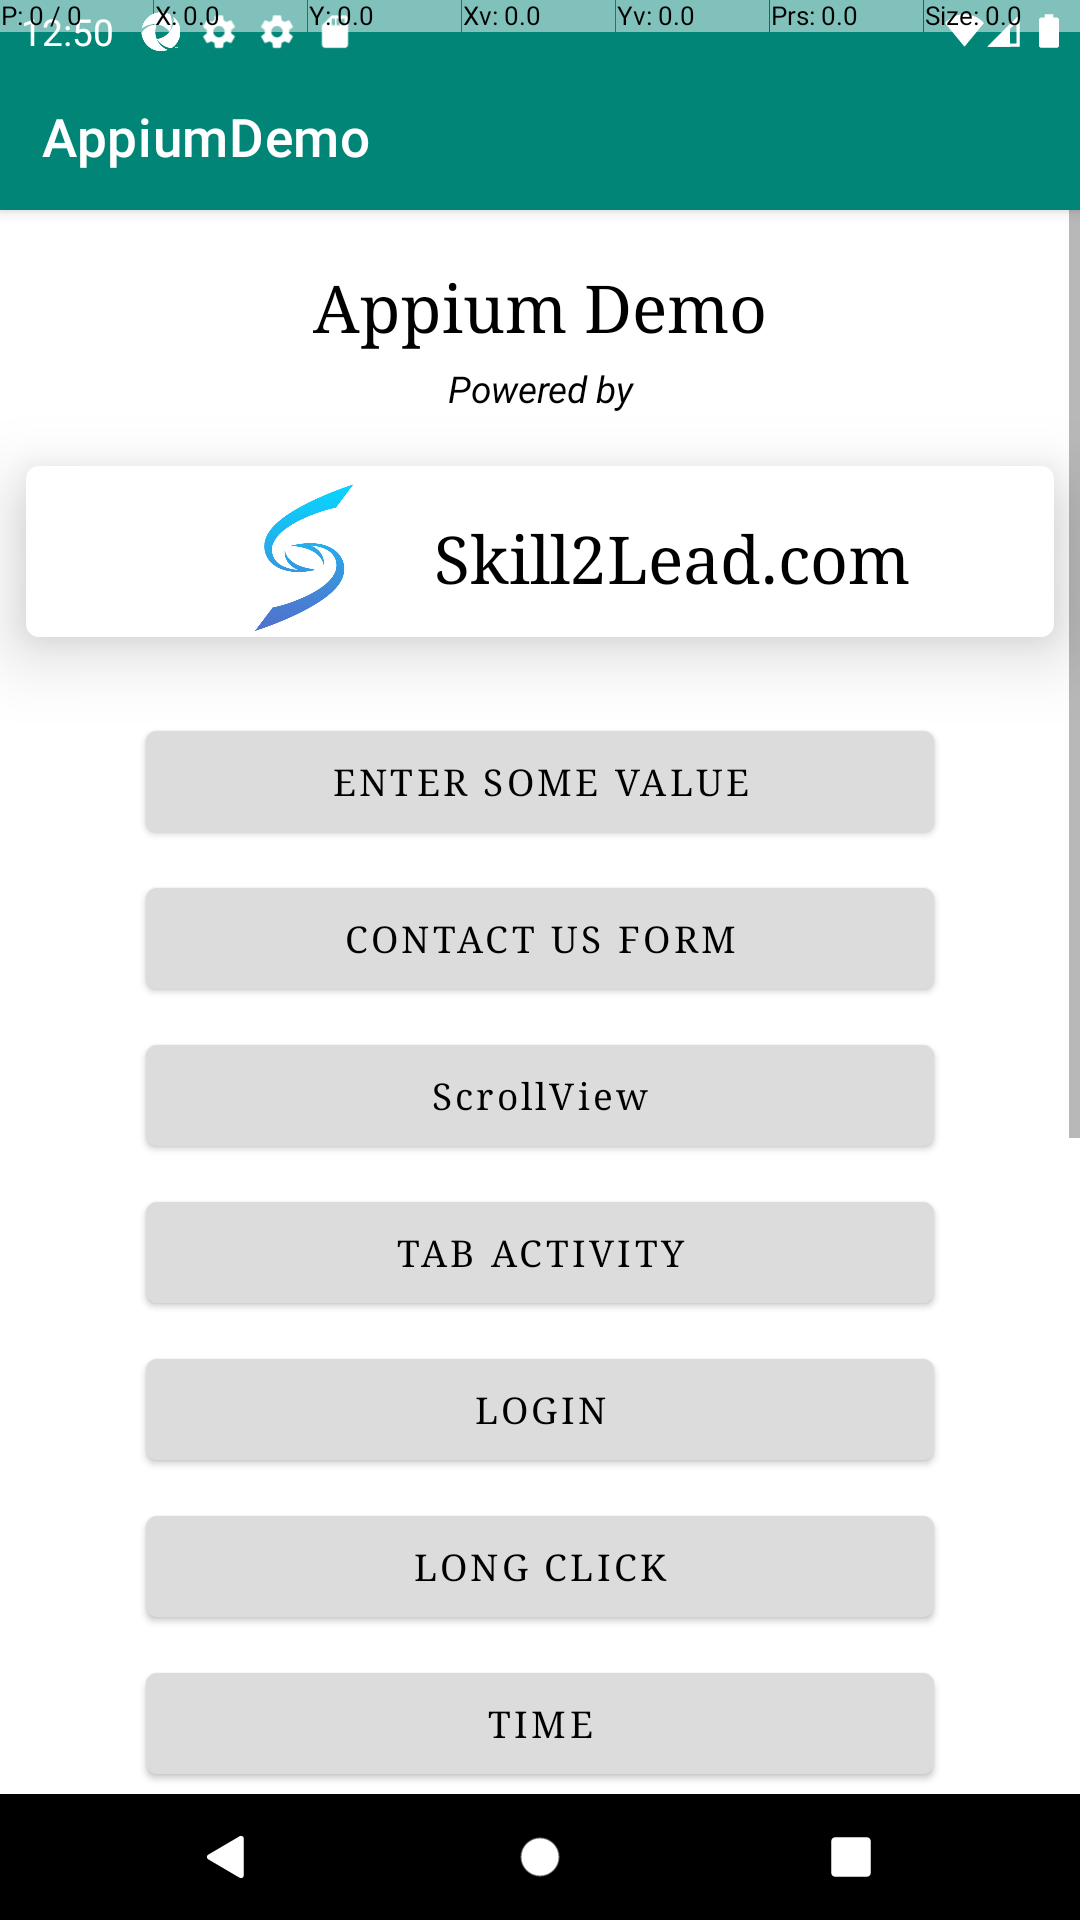 P: 0 / 0 X: 0.0 Y: 0.0 Xv: 0.0 Yv: 0.0 Prs: 0.0 Size: 0.0
12:50
AppiumDemo
Appium Demo
Powered by
Skill2Lead.com
ENTER SOME VALUE
CONTACT US FORM
ScrollView
TAB ACTIVITY
LOGIN
LONG CLICK
TIME